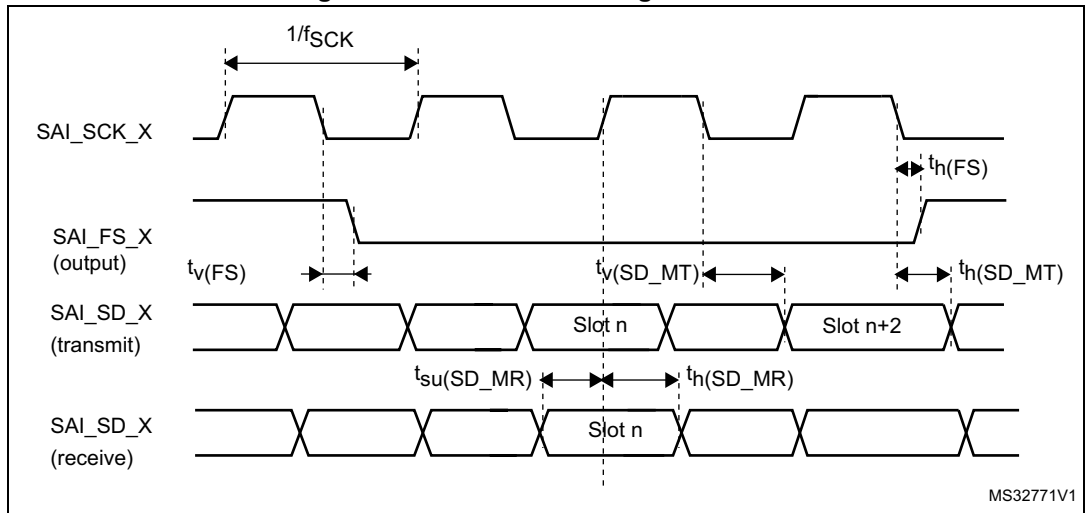 1/fSCK
SAI_SCK_X
th(FS)
SAI_FS_X
(output)
tv(FS)
tv(SD_MT)
th(SD_MT)
SAI_SD_X
(transmit)
Slot n
Slot n+2
tsu(SD_MR)
th(SD_MR)
SAI_SD_X
(receive)
Slot n
MS32771V1